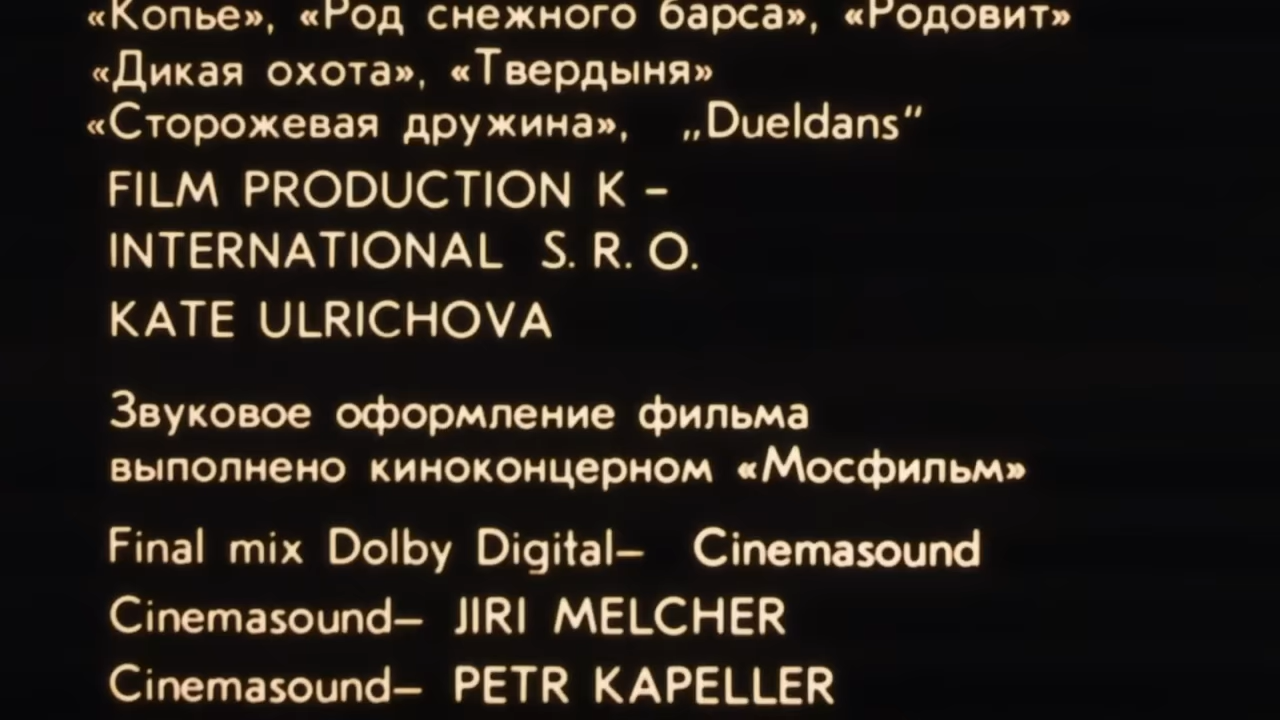 «Копье», «Род снежного барса», «Родовит»
«Дикая охота», «Твердыня»
«Сторожевая дружина», „Dueldans“
FILM PRODUCTION K –
INTERNATIONAL S. R. O.
KATE ULRICHOVA
Звуковое оформление фильма
выполнено киноконцерном «Мосфильм»
Final mix Dolby Digital– Cinemasound
Cinemasound– JIRI MELCHER
Cinemasound– PETR KAPELLER